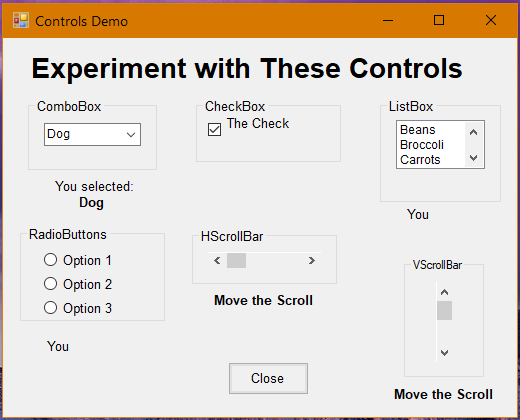 Controls Demo
Experiment with These Controls
ComboBox
Dog
You selected:
Dog
CheckBox
The Check
ListBox
Beans
Broccoli
Carrots
You
RadioButtons
Option 1
Option 2
Option 3
You
HScrollBar
Move the Scroll
VScrollBar
Move the Scroll
Close